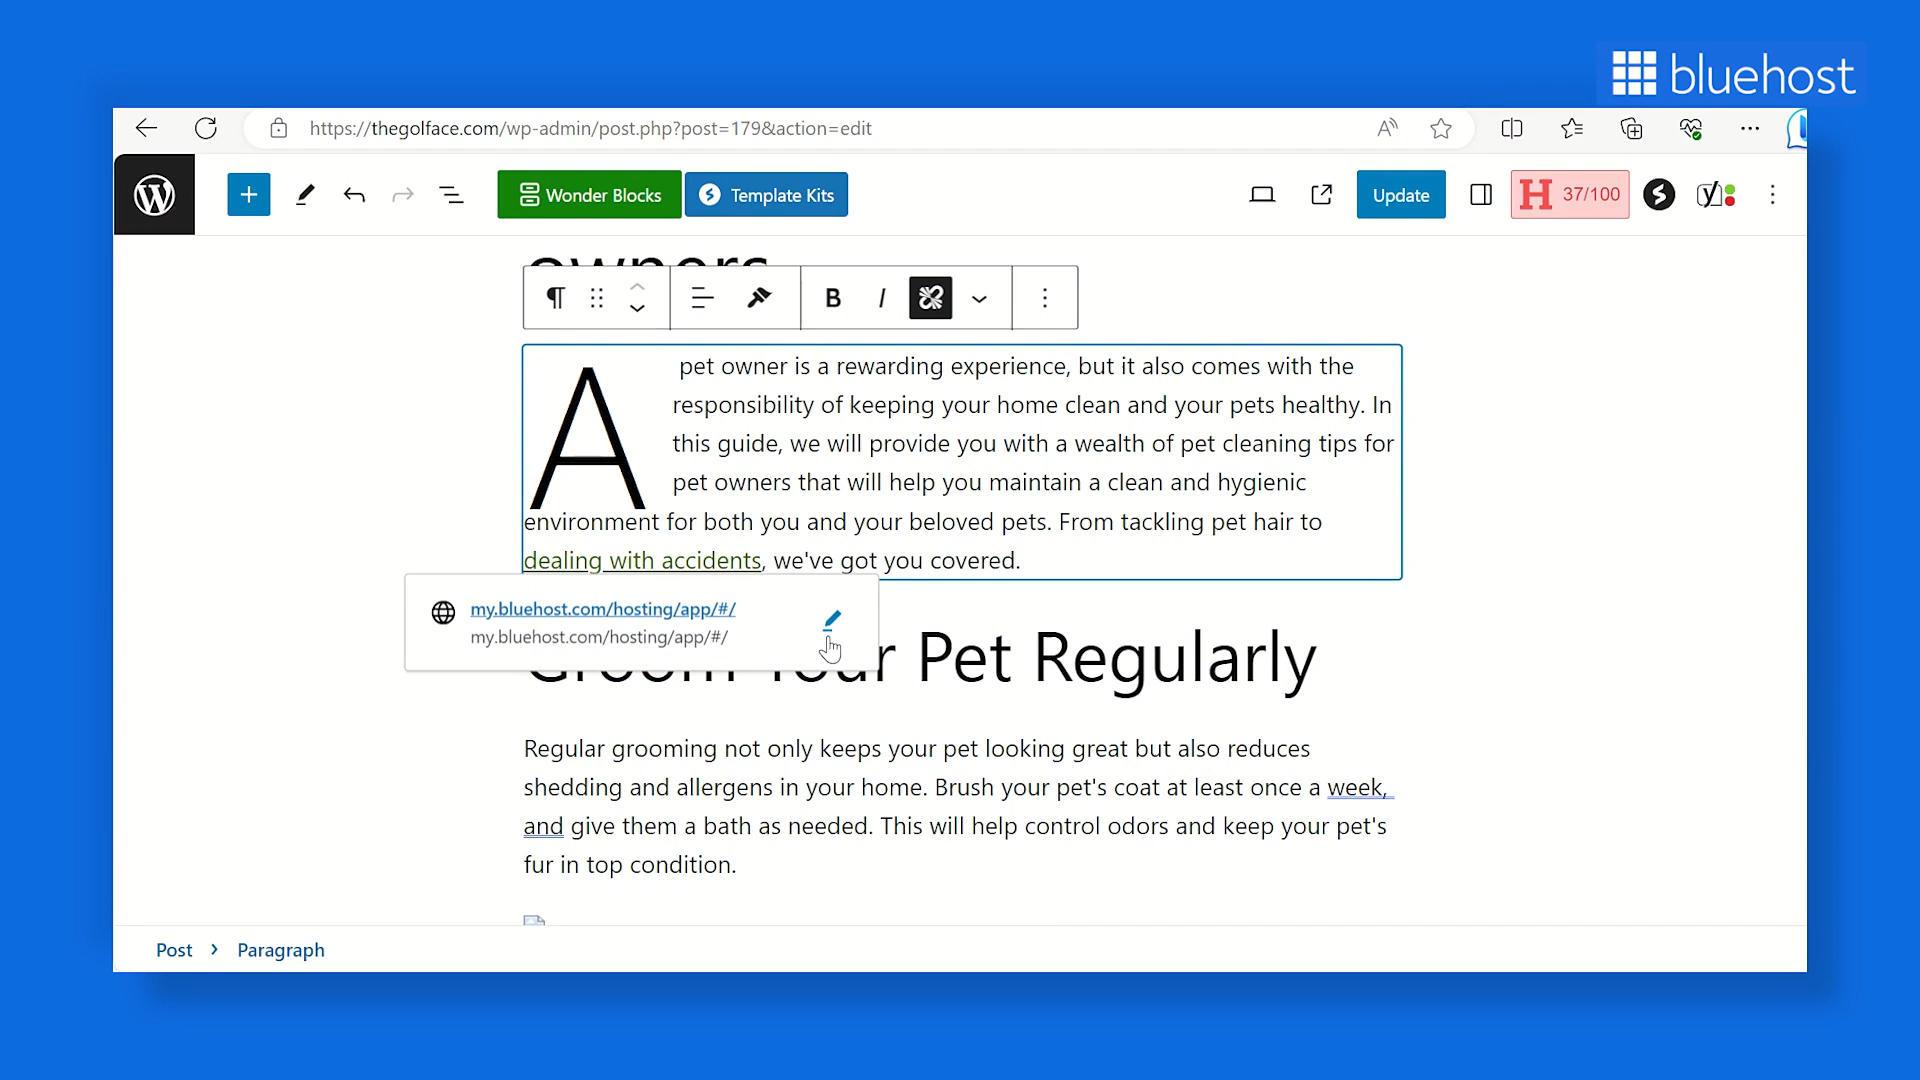 bluehost
https://thegolface.com/wp-admin/post.php?post=179&action=edit
Wonder Blocks
Template Kits
Update
H 37/100
owners
B I
A pet owner is a rewarding experience, but it also comes with the
responsibility of keeping your home clean and your pets healthy. In
this guide, we will provide you with a wealth of pet cleaning tips for
pet owners that will help you maintain a clean and hygienic
environment for both you and your beloved pets. From tackling pet hair to
dealing with accidents, we've got you covered.
my.bluehost.com/hosting/app/#/
my.bluehost.com/hosting/app/#/
Groom Your Pet Regularly
Regular grooming not only keeps your pet looking great but also reduces
shedding and allergens in your home. Brush your pet's coat at least once a week,
and give them a bath as needed. This will help control odors and keep your pet's
fur in top condition.
Post > Paragraph